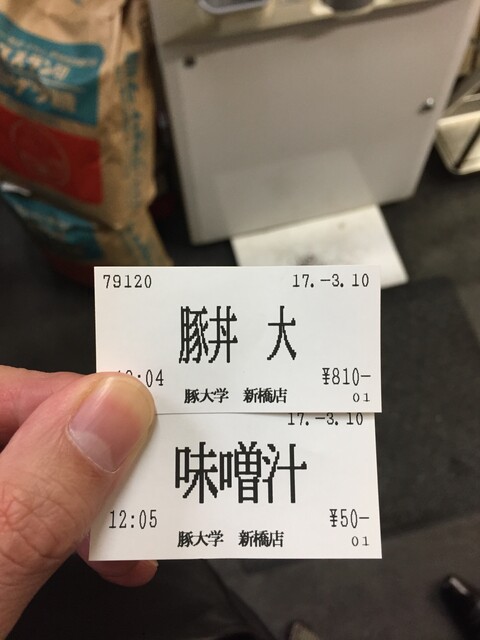 79120 17.-3.10
豚丼 大
:04 ¥810-
豚大学 新橋店 01
17.-3.10
味噌汁
12:05 ¥50-
豚大学 新橋店 01